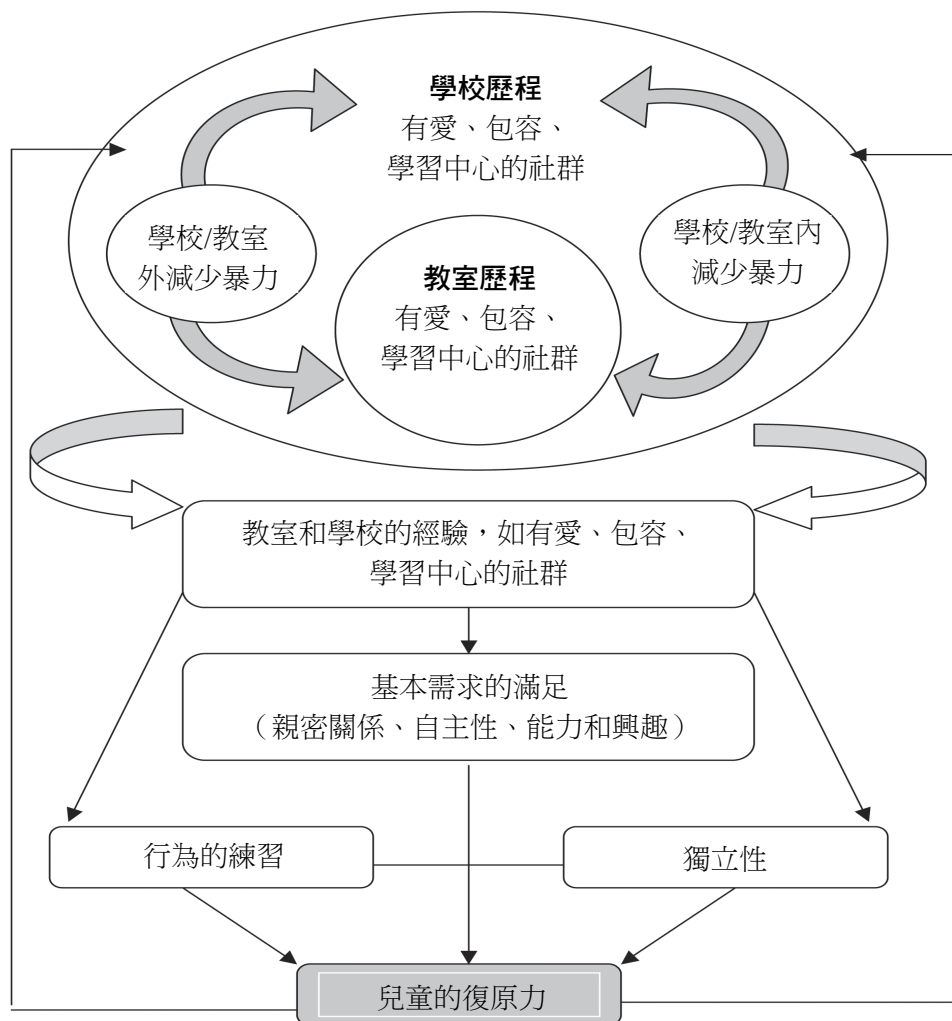 學校歷程
有愛、包容、
學習中心的社群
學校/教室
外減少暴力
學校/教室內
減少暴力
教室歷程
有愛、包容、
學習中心的社群
教室和學校的經驗，如有愛、包容、
學習中心的社群
基本需求的滿足
（親密關係、自主性、能力和興趣）
行為的練習
獨立性
兒童的復原力